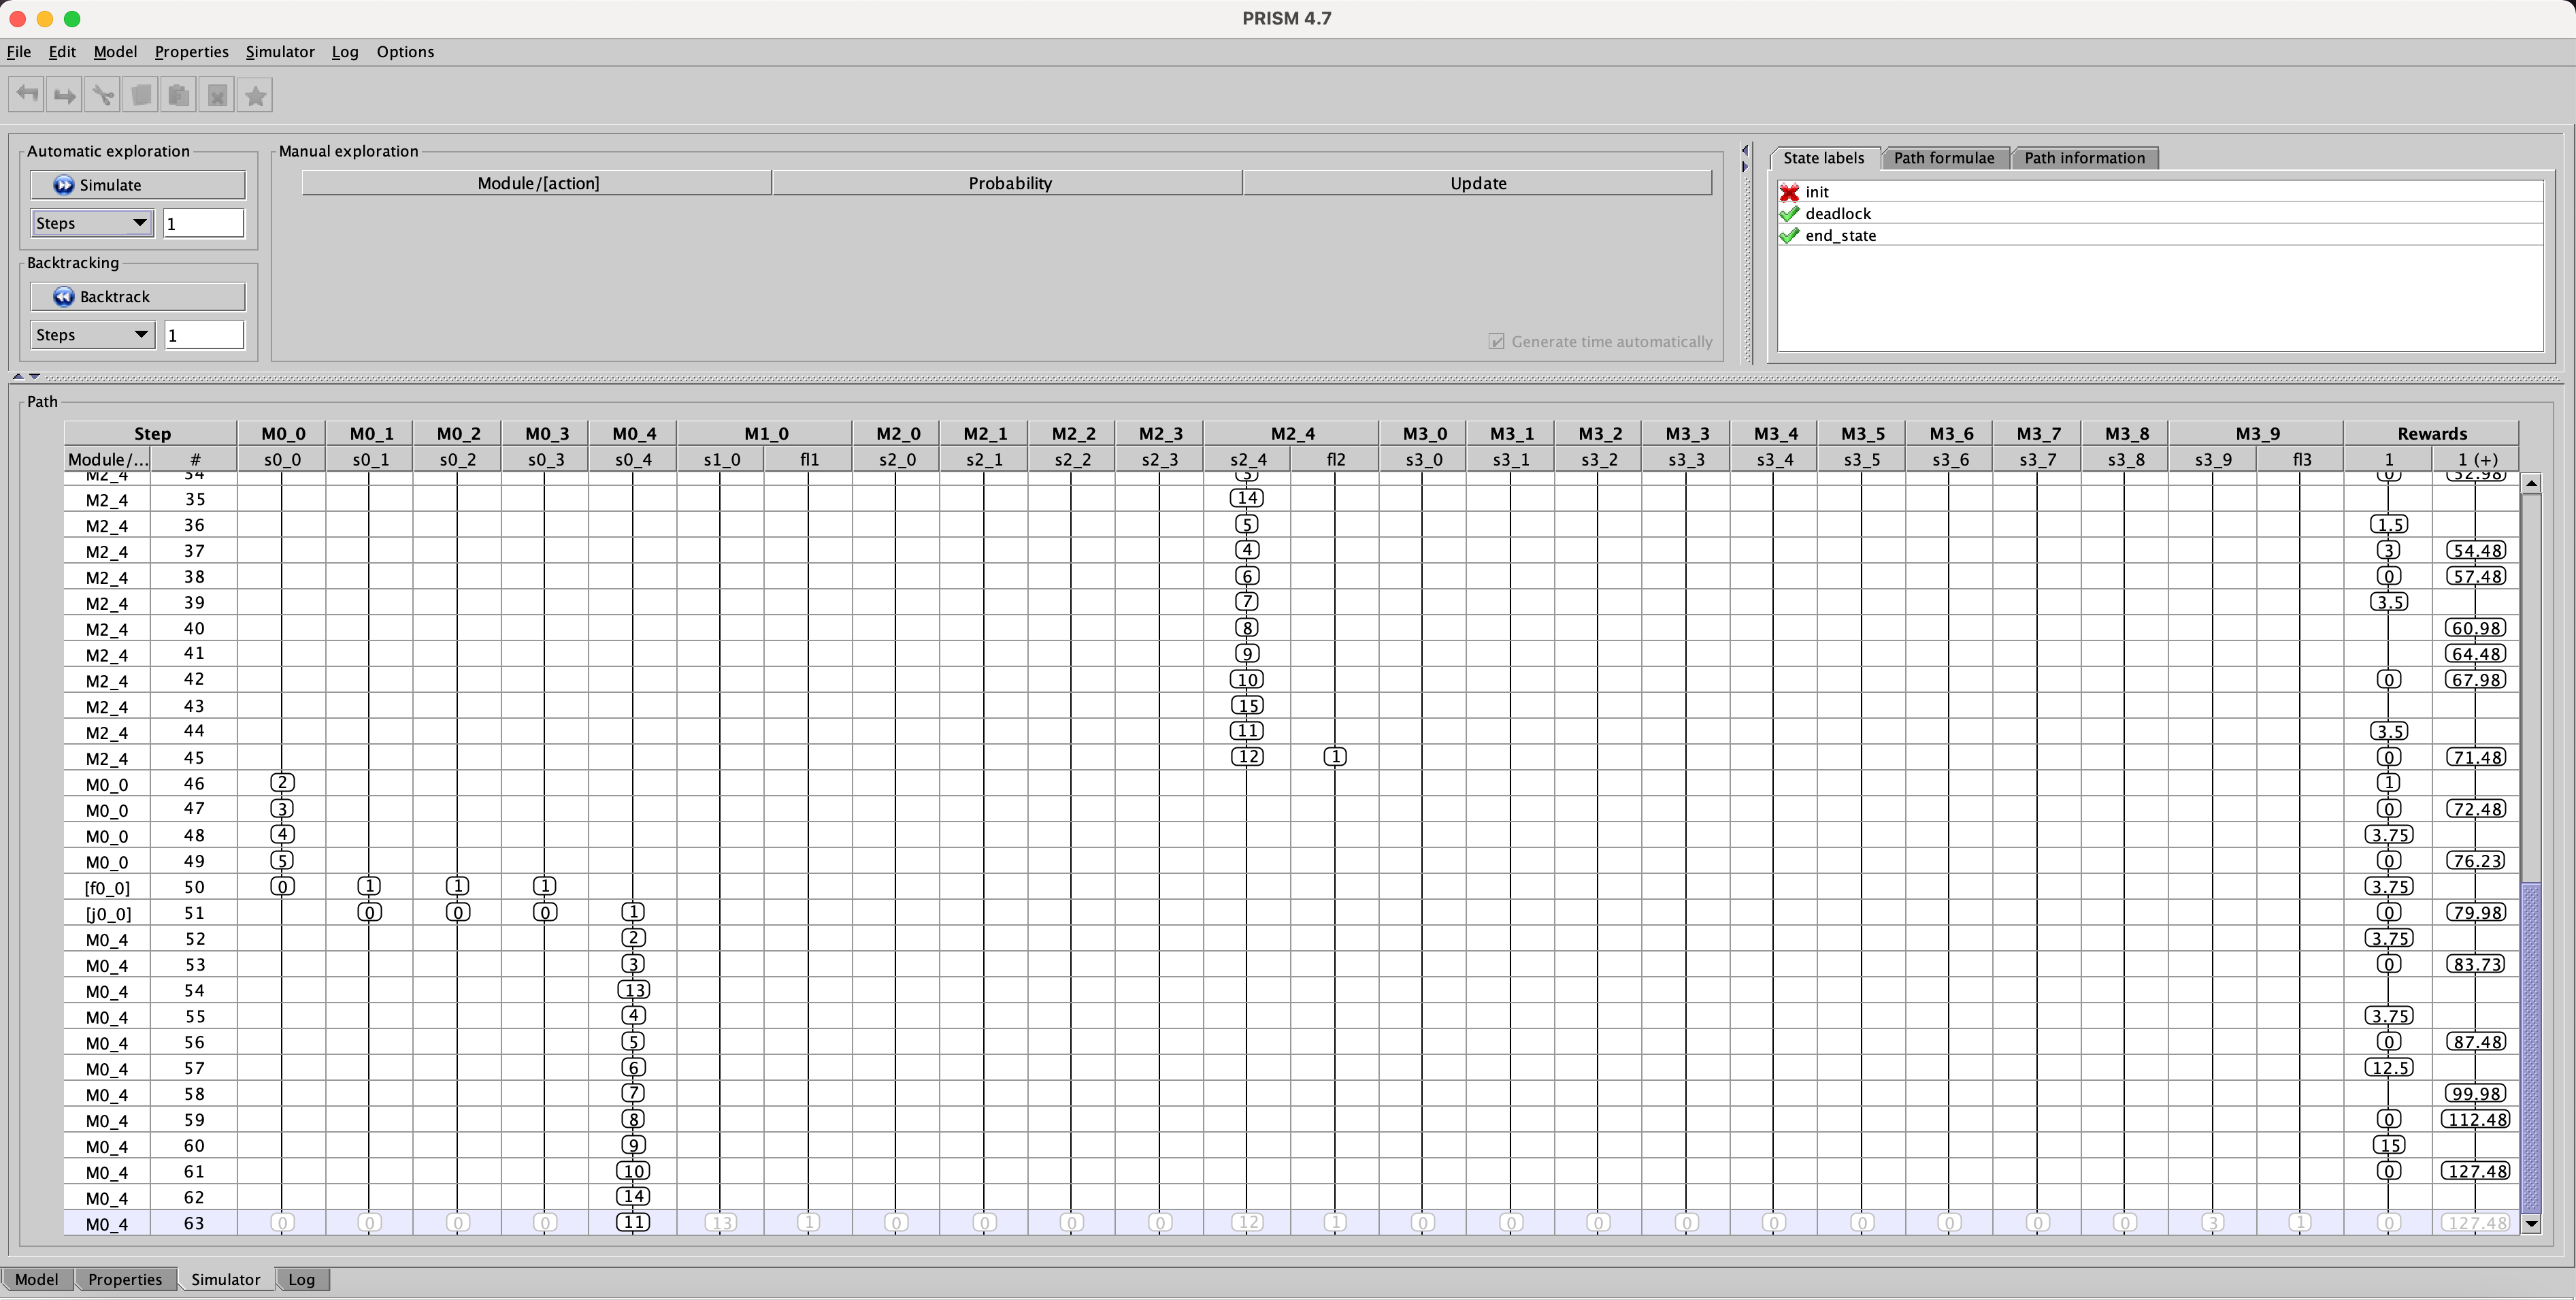 PRISM 4.7
File Edit Model Properties Simulator Log Options
Automatic exploration
Simulate
Steps 1
Backtracking
Backtrack
Steps 1
Manual exploration
Module/[action] Probability Update
Generate time automatically
State labels Path formulae Path information
init
deadlock
end_state
Path
Step M0_0 M0_1 M0_2 M0_3 M0_4 M1_0 M2_0 M2_1 M2_2 M2_3 M2_4 M3_0 M3_1 M3_2 M3_3 M3_4 M3_5 M3_6 M3_7 M3_8 M3_9 Rewards
Module/... # s0_0 s0_1 s0_2 s0_3 s0_4 s1_0 fl1 s2_0 s2_1 s2_2 s2_3 s2_4 fl2 s3_0 s3_1 s3_2 s3_3 s3_4 s3_5 s3_6 s3_7 s3_8 s3_9 fl3 1 1 (+)
M2_4 34 0 52.98
M2_4 35 14
M2_4 36 5 1.5
M2_4 37 4 3 54.48
M2_4 38 6 0 57.48
M2_4 39 7 3.5
M2_4 40 8 60.98
M2_4 41 9 64.48
M2_4 42 10 0 67.98
M2_4 43 15
M2_4 44 11 3.5
M2_4 45 12 1 0 71.48
M0_0 46 2 1
M0_0 47 3 0 72.48
M0_0 48 4 3.75
M0_0 49 5 0 76.23
[f0_0] 50 0 1 1 1 3.75
[j0_0] 51 0 0 0 1 0 79.98
M0_4 52 2 3.75
M0_4 53 3 0 83.73
M0_4 54 13
M0_4 55 4 3.75
M0_4 56 5 0 87.48
M0_4 57 6 12.5
M0_4 58 7 99.98
M0_4 59 8 0 112.48
M0_4 60 9 15
M0_4 61 10 0 127.48
M0_4 62 14
M0_4 63 0 0 0 0 11 13 1 0 0 0 0 12 1 0 0 0 0 0 0 0 0 0 3 1 0 127.48
Model Properties Simulator Log